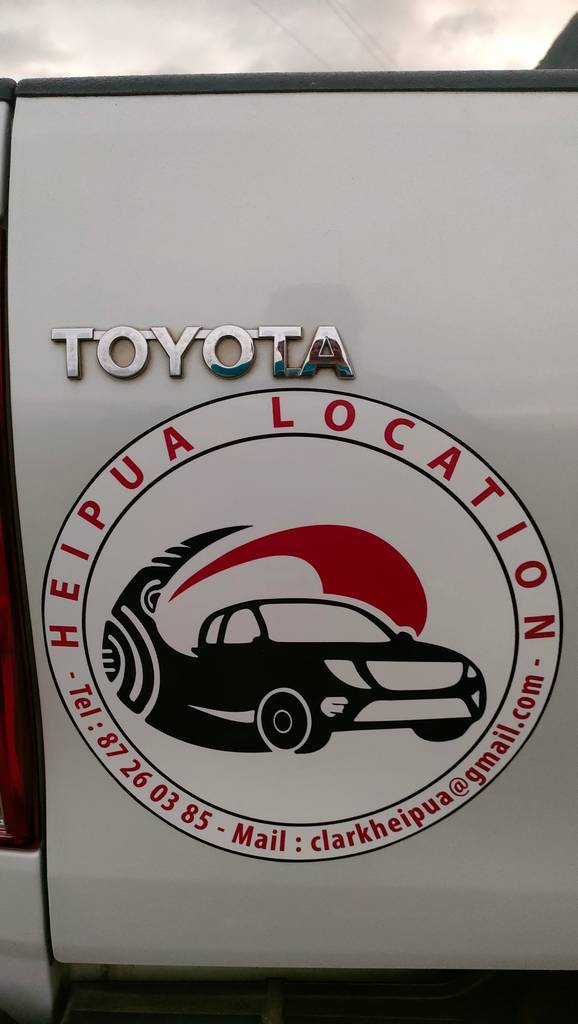 TOYOTA
HEIPUA LOCATION
- Tel : 87 26 03 85 - Mail : clarkheipua@gmail.com -